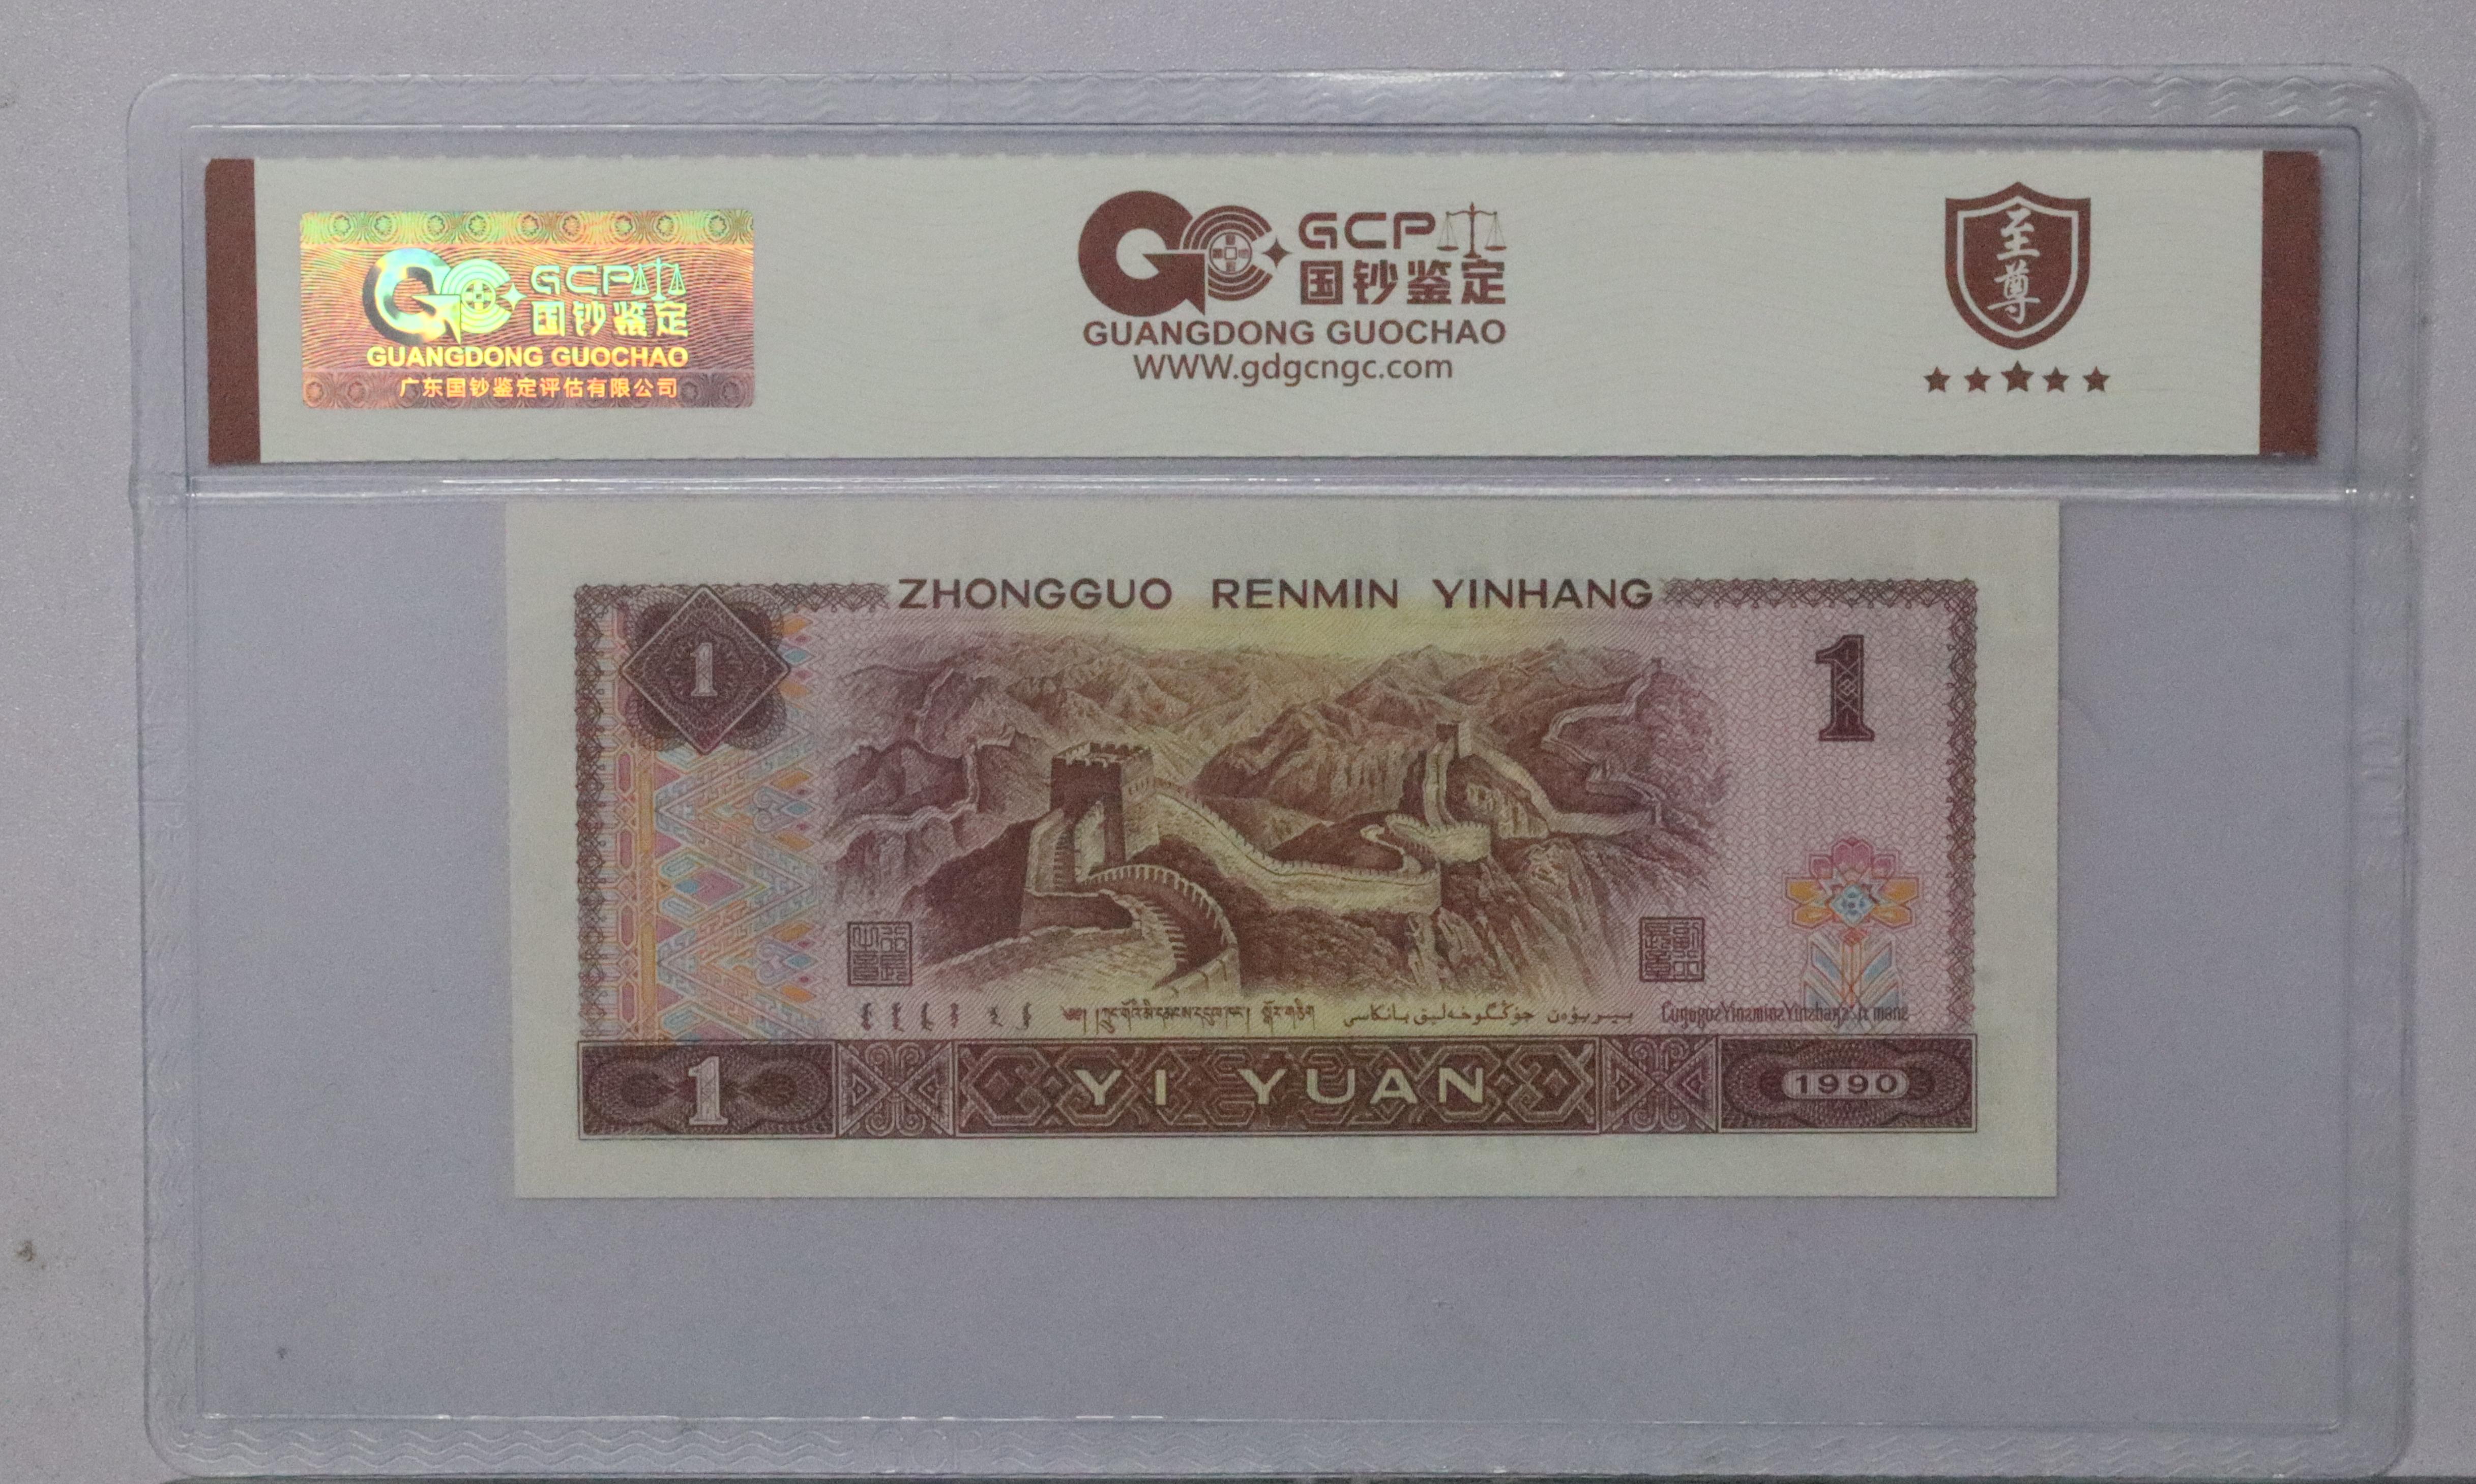 GCP
国钞鉴定
GUANGDONG GUOCHAO
广东国钞鉴定评估有限公司
GCP
国钞鉴定
GUANGDONG GUOCHAO
WWW.gdgcngc.com
至尊
ZHONGGUO RENMIN YINHANG
1
1
1
YI YUAN
1990